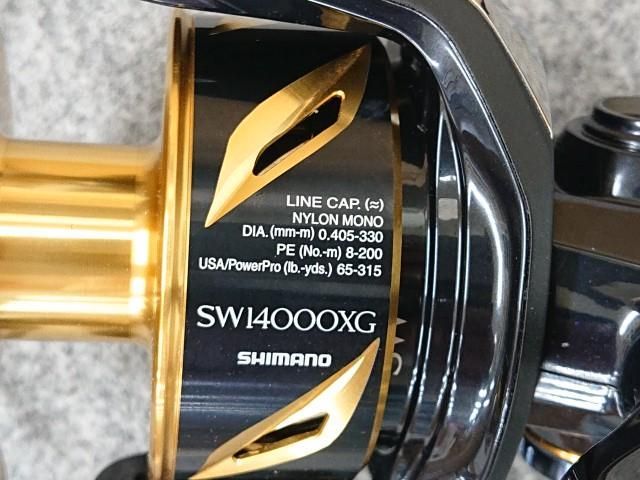 LINE CAP. (≈)
NYLON MONO
DIA.(mm-m) 0.405-330
PE (No.-m) 8-200
USA/PowerPro (lb.-yds.) 65-315
SW14000XG
SHIMANO
SW